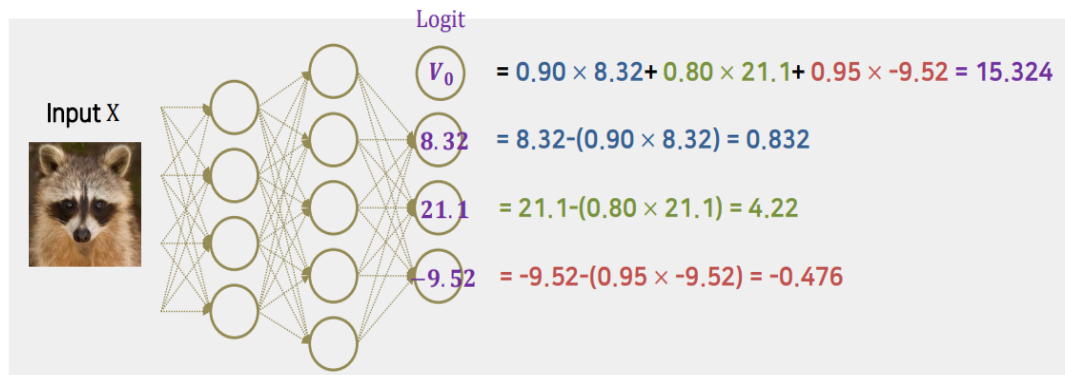 Logit
V₀ = 0.90 × 8.32+ 0.80 × 21.1+ 0.95 × -9.52 = 15.324
Input X
8.32 = 8.32-(0.90 × 8.32) = 0.832
21.1 = 21.1-(0.80 × 21.1) = 4.22
−9.52 = -9.52-(0.95 × -9.52) = -0.476